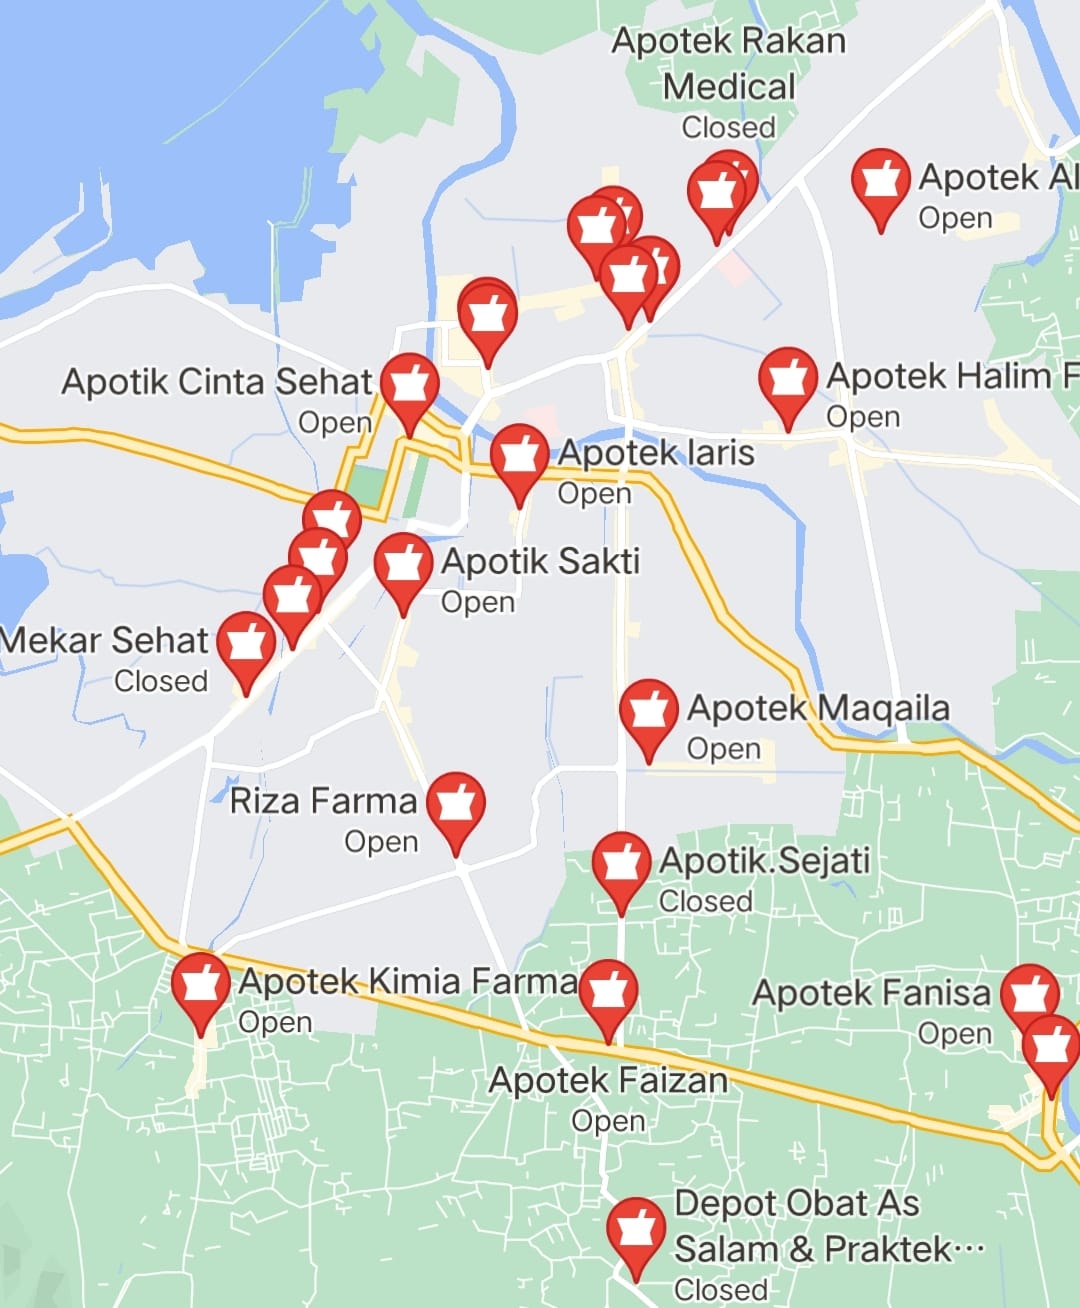 Apotek Rakan
Medical
Closed
Apotek Al
Open
Apotik Cinta Sehat
Open
Apotek Halim F
Open
Apotek laris
Open
Apotik Sakti
Open
Mekar Sehat
Closed
Apotek Maqaila
Open
Riza Farma
Open
Apotik.Sejati
Closed
Apotek Kimia Farma
Open
Apotek Fanisa
Open
Apotek Faizan
Open
Depot Obat As
Salam & Praktek…
Closed